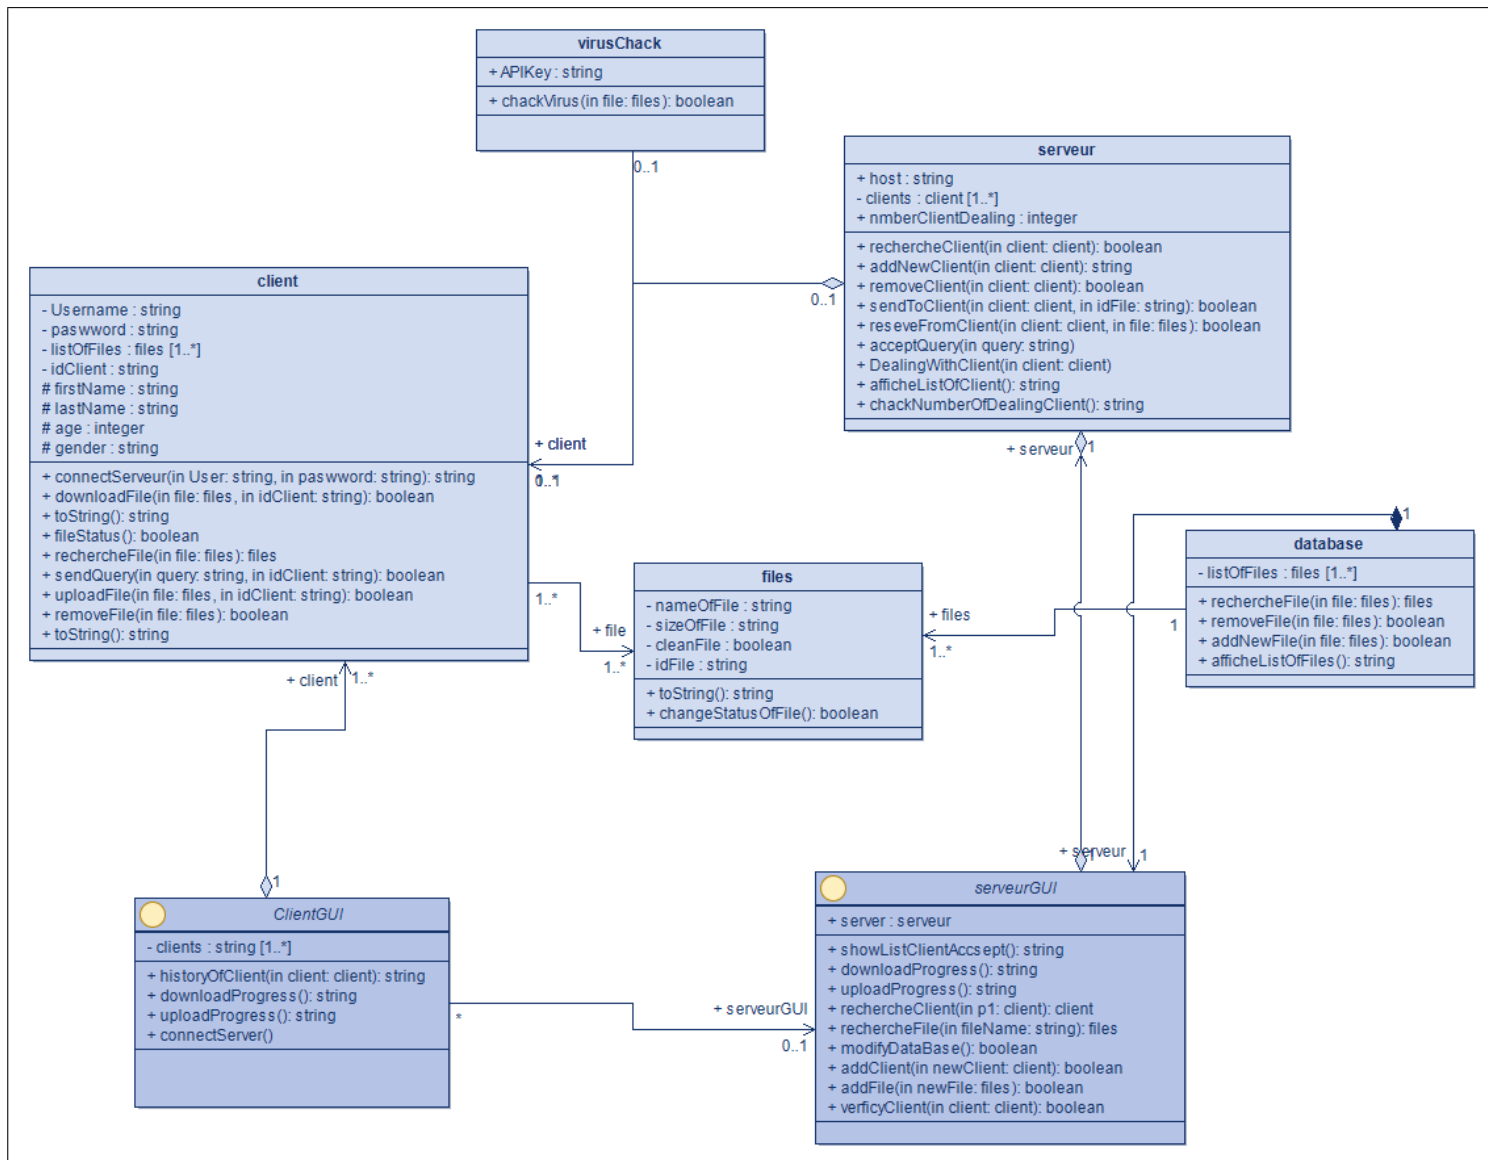 virusChack
+ APIKey : string
+ chackVirus(in file: files): boolean
0..1
serveur
+ host : string
- clients : client [1..*]
+ nmberClientDealing : integer
+ rechercheClient(in client: client): boolean
+ addNewClient(in client: client): string
+ removeClient(in client: client): boolean
+ sendToClient(in client: client, in idFile: string): boolean
+ reseveFromClient(in client: client, in file: files): boolean
+ acceptQuery(in query: string)
+ DealingWithClient(in client: client)
+ afficheListOfClient(): string
+ chackNumberOfDealingClient(): string
0..1
+ serveur
1
client
- Username : string
- paswword : string
- listOfFiles : files [1..*]
- idClient : string
# firstName : string
# lastName : string
# age : integer
# gender : string
+ connectServeur(in User: string, in paswword: string): string
+ downloadFile(in file: files, in idClient: string): boolean
+ toString(): string
+ fileStatus(): boolean
+ rechercheFile(in file: files): files
+ sendQuery(in query: string, in idClient: string): boolean
+ uploadFile(in file: files, in idClient: string): boolean
+ removeFile(in file: files): boolean
+ toString(): string
+ client
0..1
1..*
+ file
1..*
+ client
1..*
files
- nameOfFile : string
- sizeOfFile : string
- cleanFile : boolean
- idFile : string
+ toString(): string
+ changeStatusOfFile(): boolean
+ files
1..*
1
1
database
- listOfFiles : files [1..*]
+ rechercheFile(in file: files): files
+ removeFile(in file: files): boolean
+ addNewFile(in file: files): boolean
+ afficheListOfFiles(): string
1
ClientGUI
- clients : string [1..*]
+ historyOfClient(in client: client): string
+ downloadProgress(): string
+ uploadProgress(): string
+ connectServer()
*
+ serveurGUI
0..1
+ serveur
1
1
serveurGUI
+ server : serveur
+ showListClientAccsept(): string
+ downloadProgress(): string
+ uploadProgress(): string
+ rechercheClient(in p1: client): client
+ rechercheFile(in fileName: string): files
+ modifyDataBase(): boolean
+ addClient(in newClient: client): boolean
+ addFile(in newFile: files): boolean
+ verficyClient(in client: client): boolean